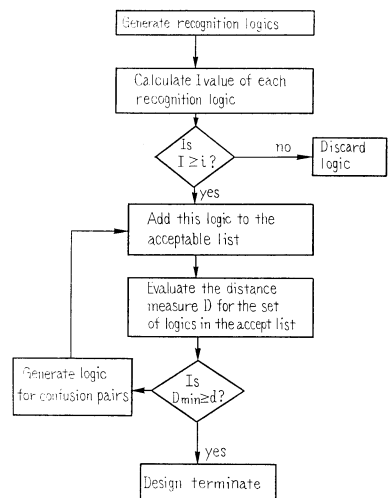 Generate recognition logics
Calculate I value of each
recognition logic
Is
I ≥ i?
no
Discard
logic
yes
Add this logic to the
acceptable list
Evaluate the distance
measure D for the set
of logics in the accept list
Generate logic
for confusion pairs
Is
Dmin≥d?
yes
Design terminate